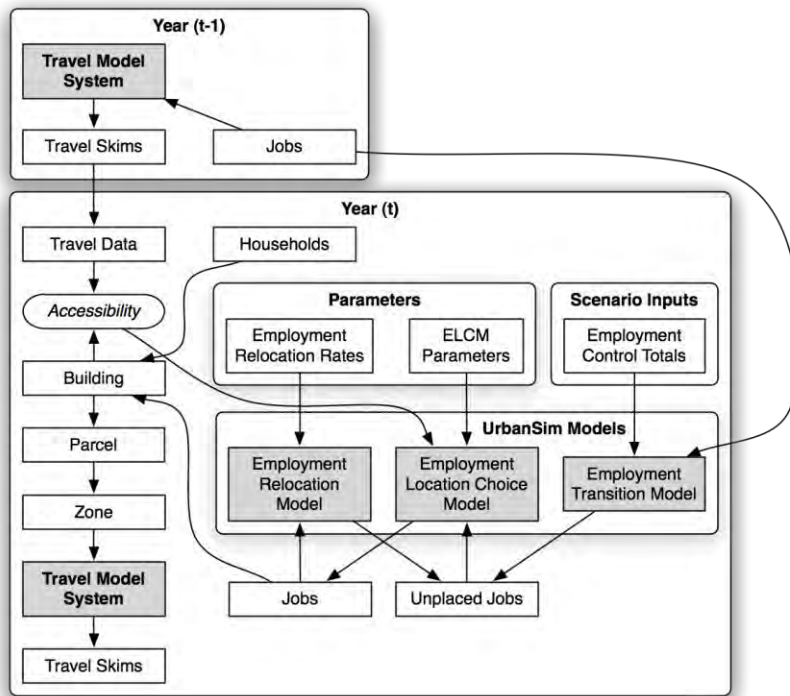 Year (t-1)
Travel Model
System
Travel Skims
Jobs
Year (t)
Travel Data
Households
Accessibility
Parameters
Scenario Inputs
Employment
Relocation Rates
ELCM
Parameters
Employment
Control Totals
Building
UrbanSim Models
Parcel
Employment
Relocation
Model
Employment
Location Choice
Model
Employment
Transition Model
Zone
Travel Model
System
Jobs
Unplaced Jobs
Travel Skims